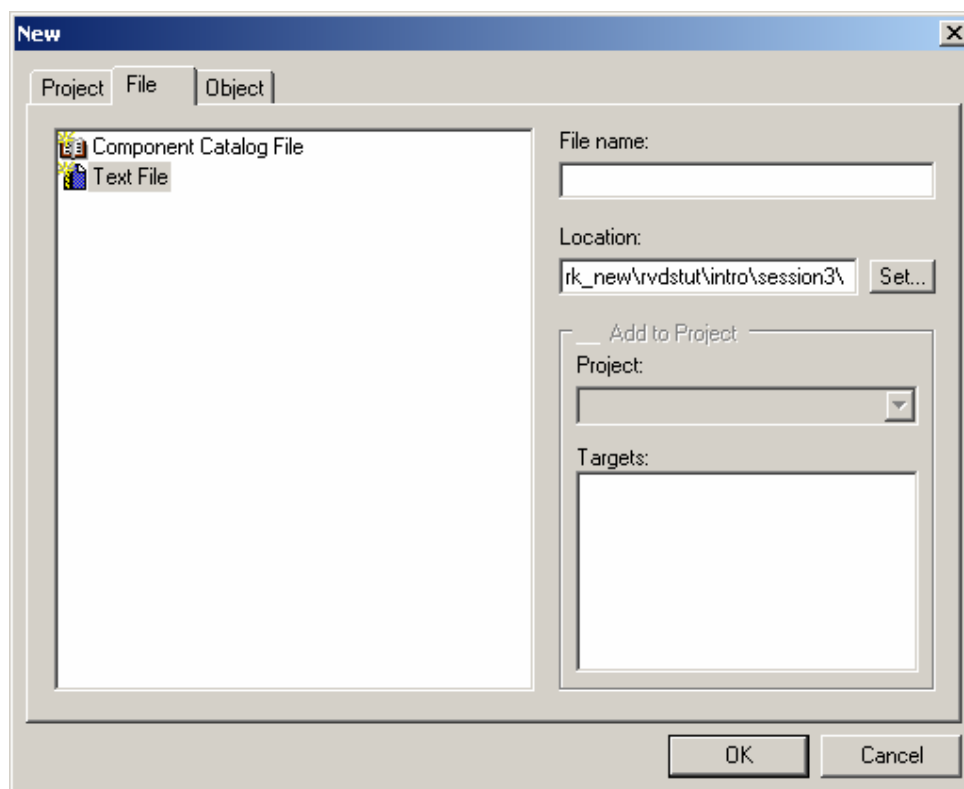 New
Project File Object
Component Catalog File
Text File
File name:
Location:
rk_new\rvdstut\intro\session3\ Set...
Add to Project
Project:
Targets:
OK Cancel